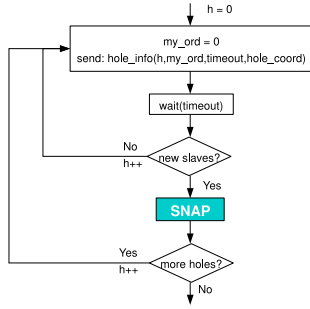 h = 0
my_ord = 0
send: hole_info(h,my_ord,timeout,hole_coord)
wait(timeout)
No
h++
new slaves?
Yes
SNAP
Yes
h++
more holes?
No